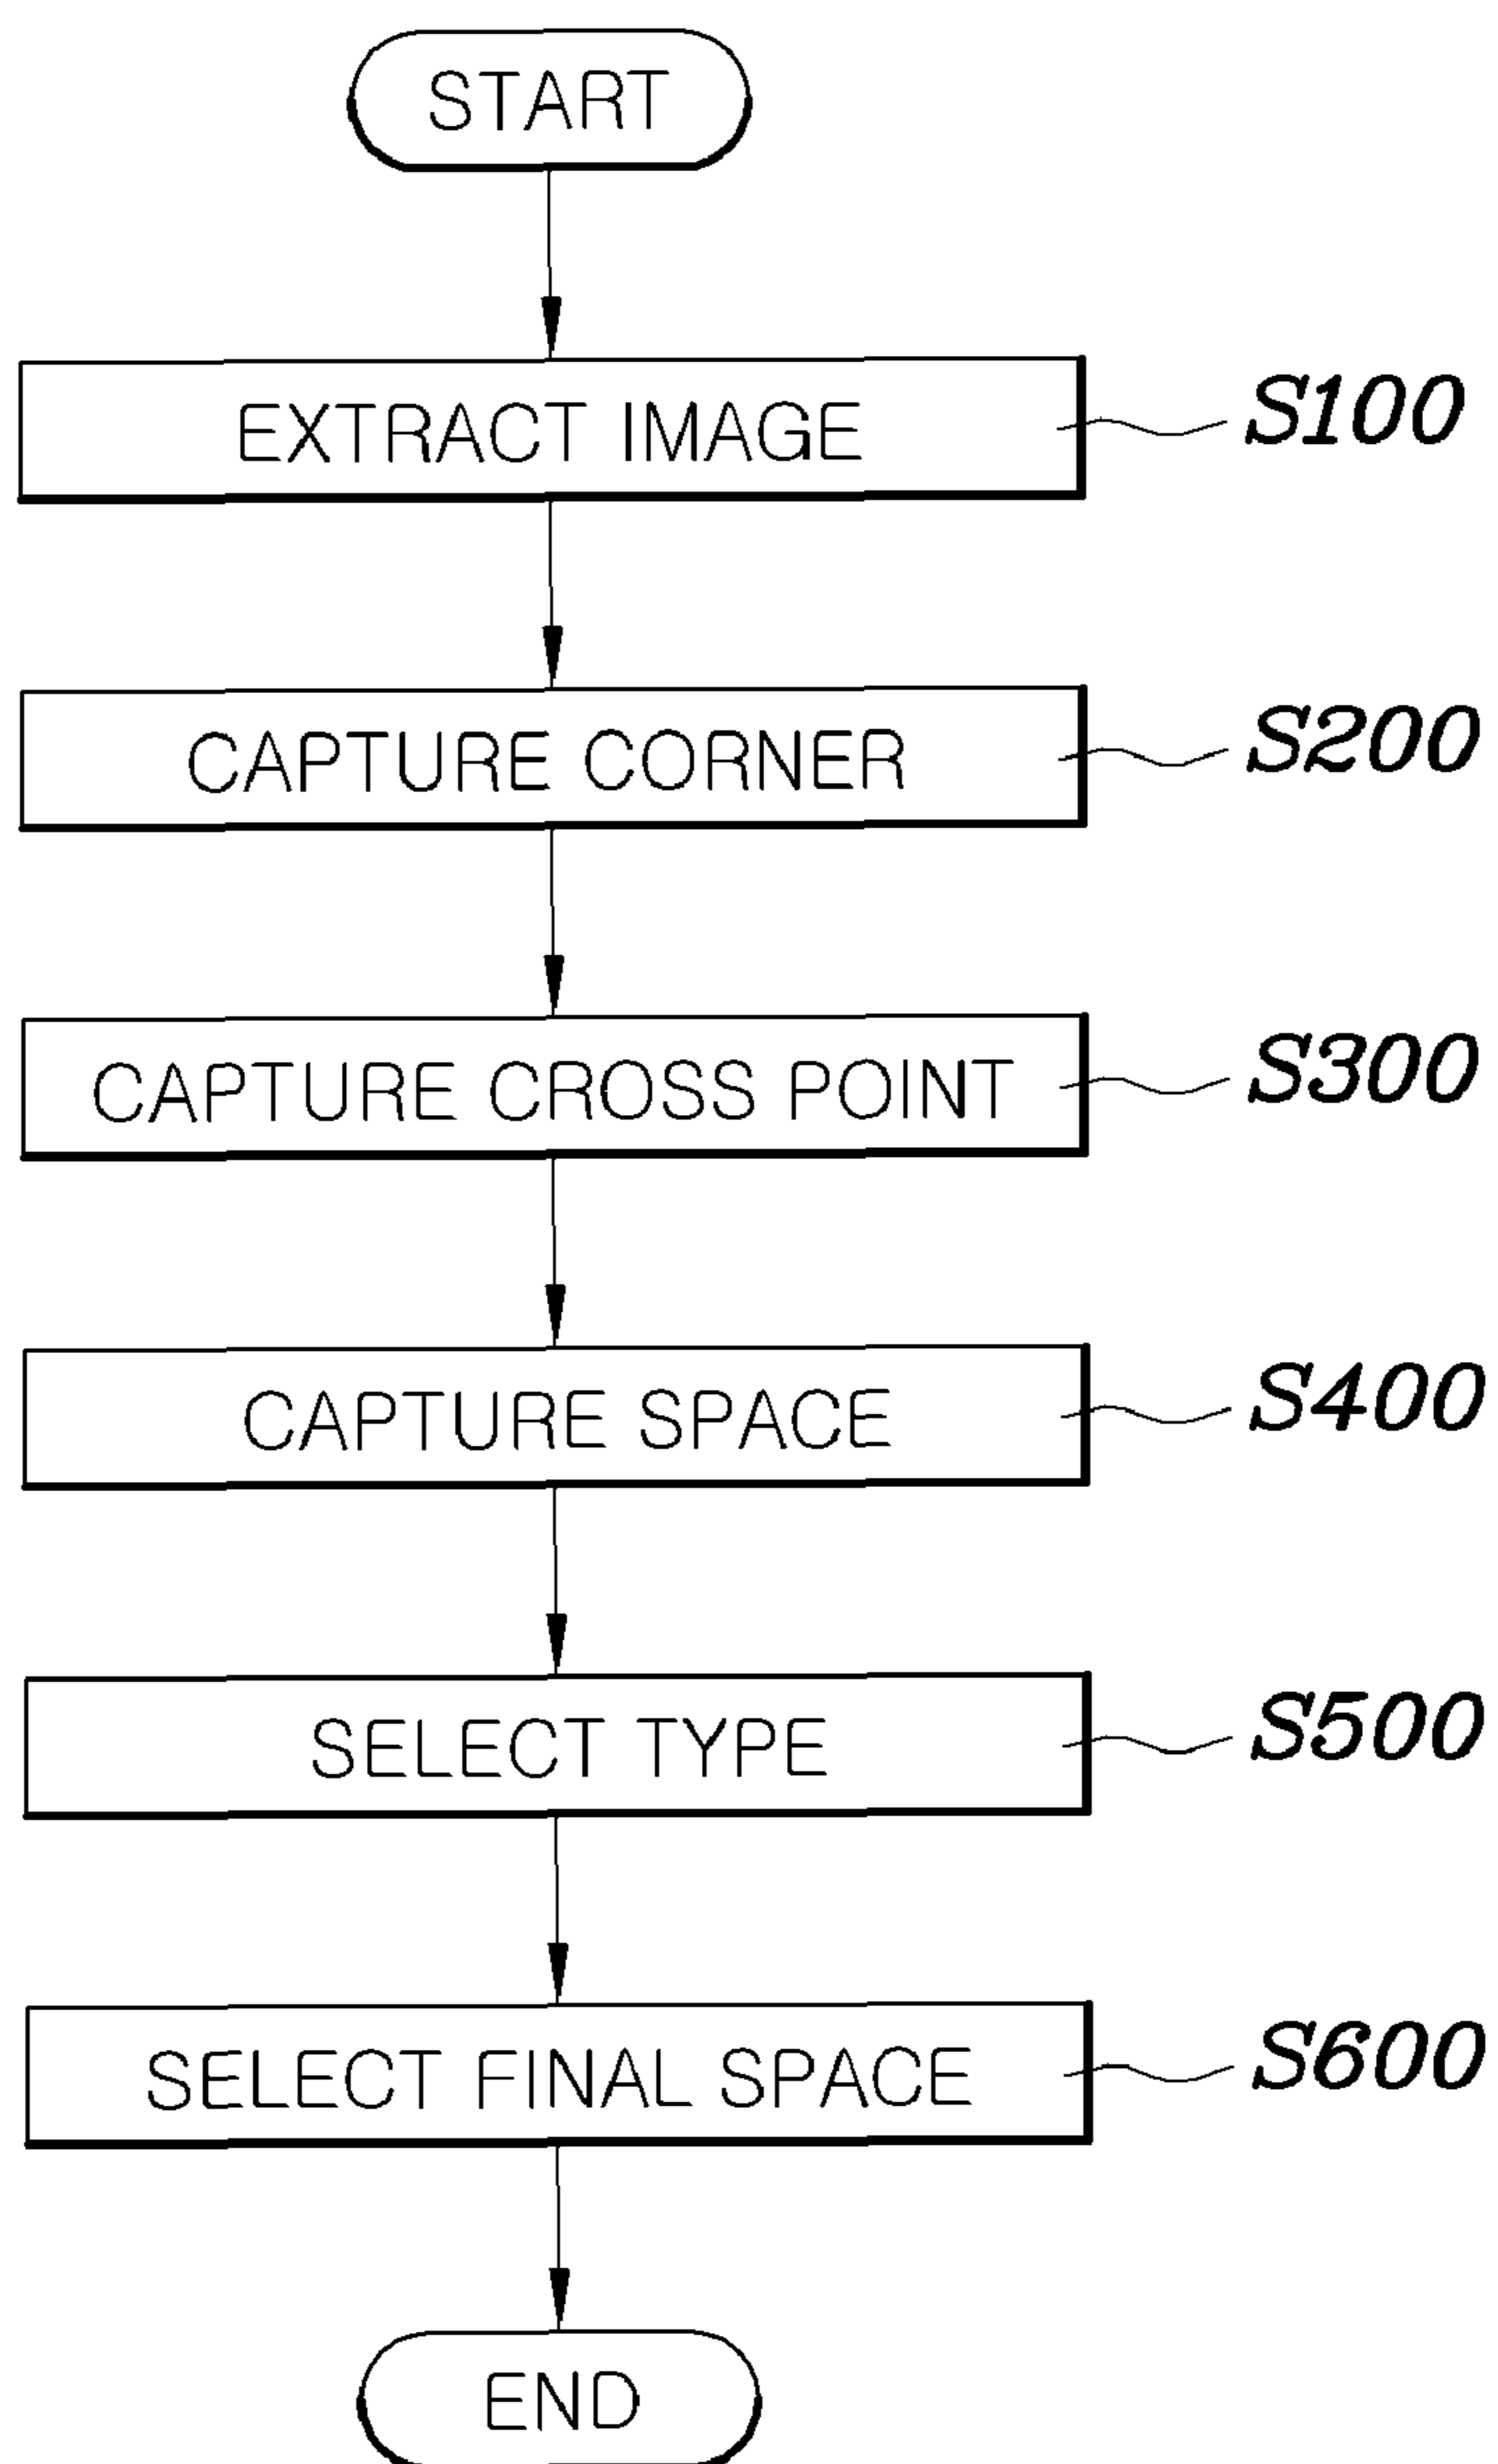 START
EXTRACT IMAGE S100
CAPTURE CORNER S200
CAPTURE CROSS POINT S300
CAPTURE SPACE S400
SELECT TYPE S500
SELECT FINAL SPACE S600
END